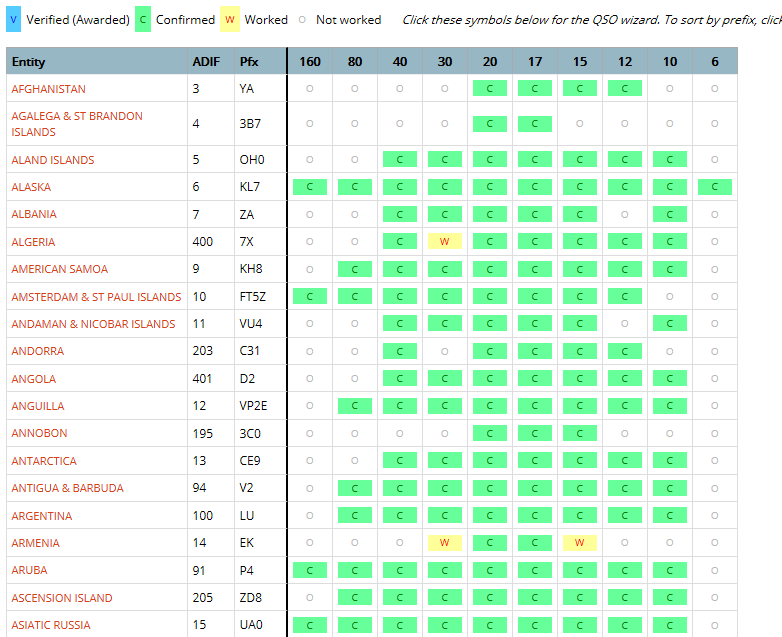 V Verified (Awarded) C Confirmed W Worked O Not worked Click these symbols below for the QSO wizard. To sort by prefix, click
Entity ADIF Pfx 160 80 40 30 20 17 15 12 10 6
AFGHANISTAN 3 YA O O O O C C C C O O
AGALEGA & ST BRANDON
ISLANDS 4 3B7 O O O O C C O O O O
ALAND ISLANDS 5 OH0 O O C C C C C C C O
ALASKA 6 KL7 C C C C C C C C C C
ALBANIA 7 ZA O O C C C C C O C O
ALGERIA 400 7X O O C W C C C C C O
AMERICAN SAMOA 9 KH8 O C C C C C C C C O
AMSTERDAM & ST PAUL ISLANDS 10 FT5Z C C C C C C C C O O
ANDAMAN & NICOBAR ISLANDS 11 VU4 O O C C C C C O C O
ANDORRA 203 C31 O O C O C C C C O O
ANGOLA 401 D2 O O C C C C C C C O
ANGUILLA 12 VP2E O C C C C C C C C O
ANNOBON 195 3C0 O O O O C C C O O O
ANTARCTICA 13 CE9 O O C C C C C C C O
ANTIGUA & BARBUDA 94 V2 O C C C C C C C C O
ARGENTINA 100 LU O C C C C C C C C O
ARMENIA 14 EK O O O W C C W O O O
ARUBA 91 P4 C C C C C C C C C O
ASCENSION ISLAND 205 ZD8 O C C C C C C C C O
ASIATIC RUSSIA 15 UA0 C C C C C C C C C O